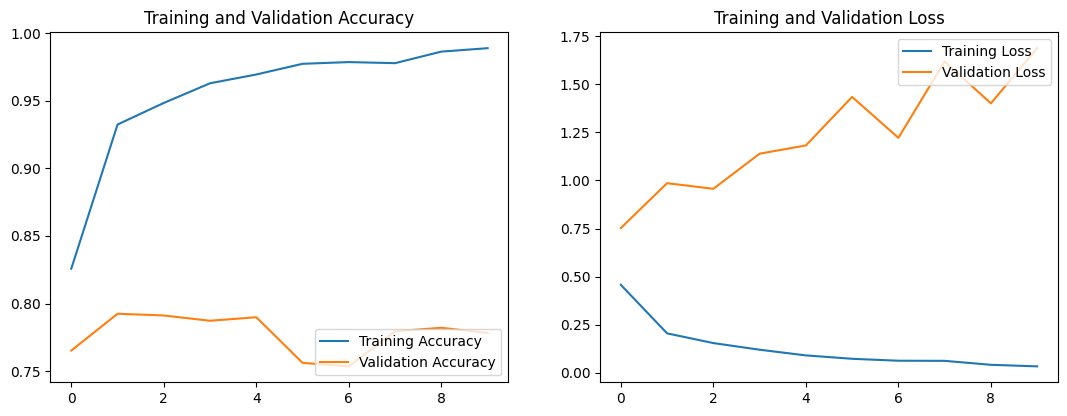 Training and Validation Accuracy
1.00
0.95
0.90
0.85
0.80
0.75
0 2 4 6 8
Training Accuracy
Validation Accuracy
Training and Validation Loss
1.75
1.50
1.25
1.00
0.75
0.50
0.25
0.00
0 2 4 6 8
Training Loss
Validation Loss